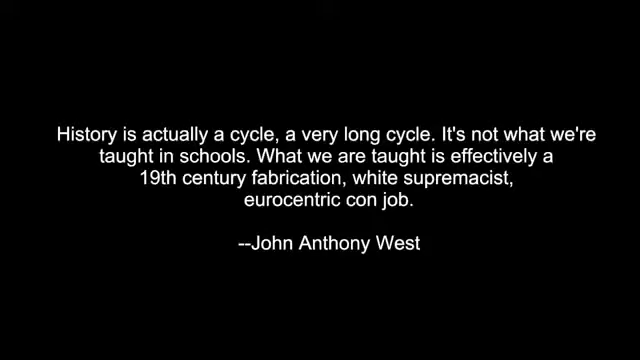 History is actually a cycle, a very long cycle. It's not what we're
taught in schools. What we are taught is effectively a
19th century fabrication, white supremacist,
eurocentric con job.
--John Anthony West